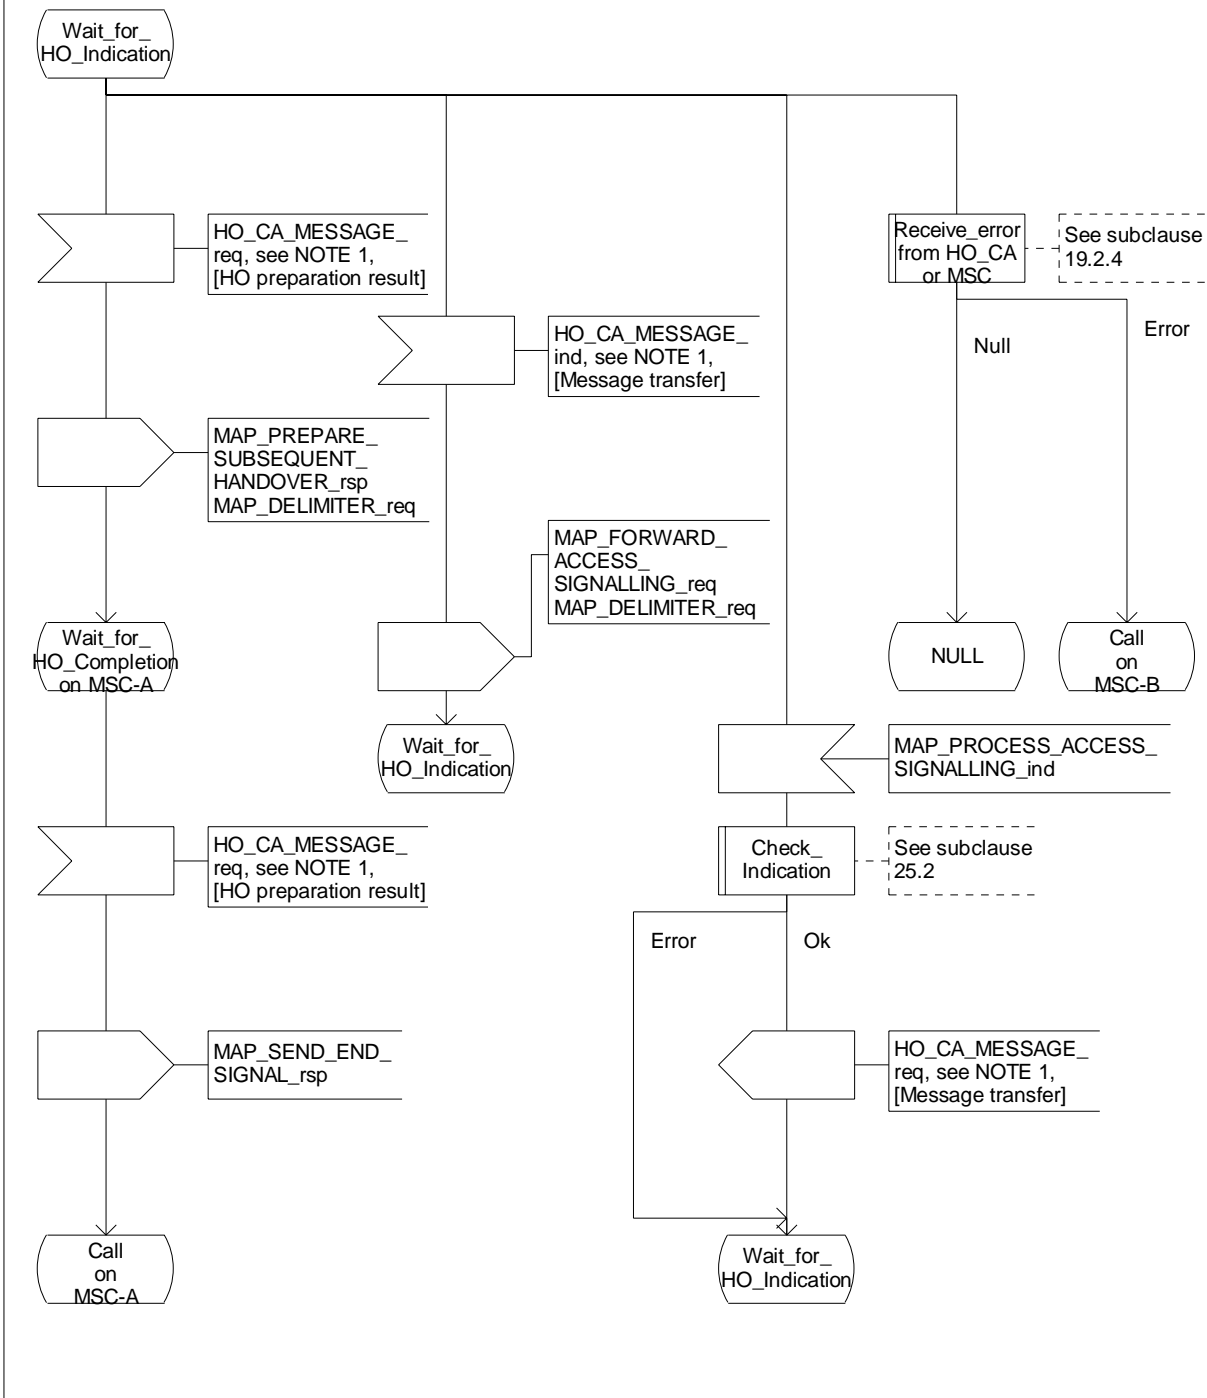 Wait_for_
HO_Indication
HO_CA_MESSAGE_
req, see NOTE 1,
[HO preparation result]
Receive_error
from HO_CA
or MSC
See subclause
19.2.4
HO_CA_MESSAGE_
ind, see NOTE 1,
[Message transfer]
Null
Error
MAP_PREPARE_
SUBSEQUENT_
HANDOVER_rsp
MAP_DELIMITER_req
MAP_FORWARD_
ACCESS_
SIGNALLING_req
MAP_DELIMITER_req
Wait_for_
HO_Completion
on MSC-A
NULL
Call
on
MSC-B
Wait_for_
HO_Indication
MAP_PROCESS_ACCESS_
SIGNALLING_ind
HO_CA_MESSAGE_
req, see NOTE 1,
[HO preparation result]
Check_
Indication
See subclause
25.2
Error
Ok
MAP_SEND_END_
SIGNAL_rsp
HO_CA_MESSAGE_
req, see NOTE 1,
[Message transfer]
Call
on
MSC-A
Wait_for_
HO_Indication